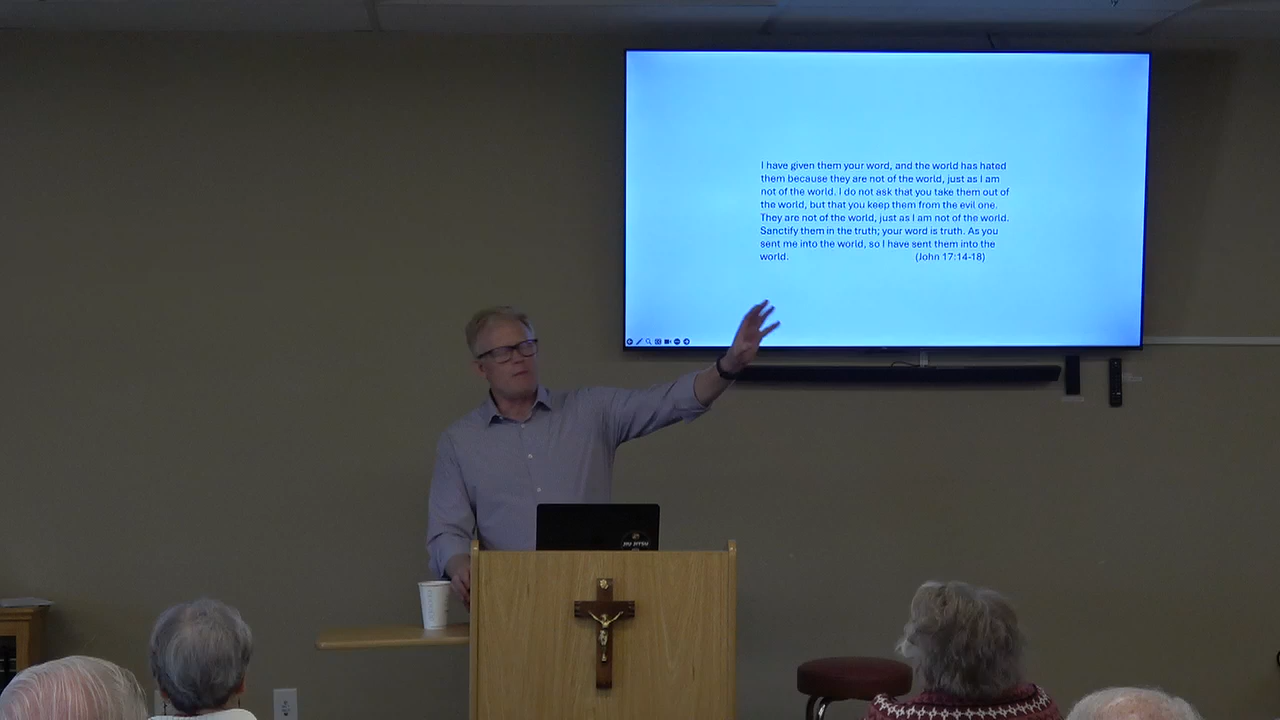 I have given them your word, and the world has hated
them because they are not of the world, just as I am
not of the world. I do not ask that you take them out of
the world, but that you keep them from the evil one.
They are not of the world, just as I am not of the world.
Sanctify them in the truth; your word is truth. As you
sent me into the world, so I have sent them into the
world. (John 17:14-18)
JIU JITSU